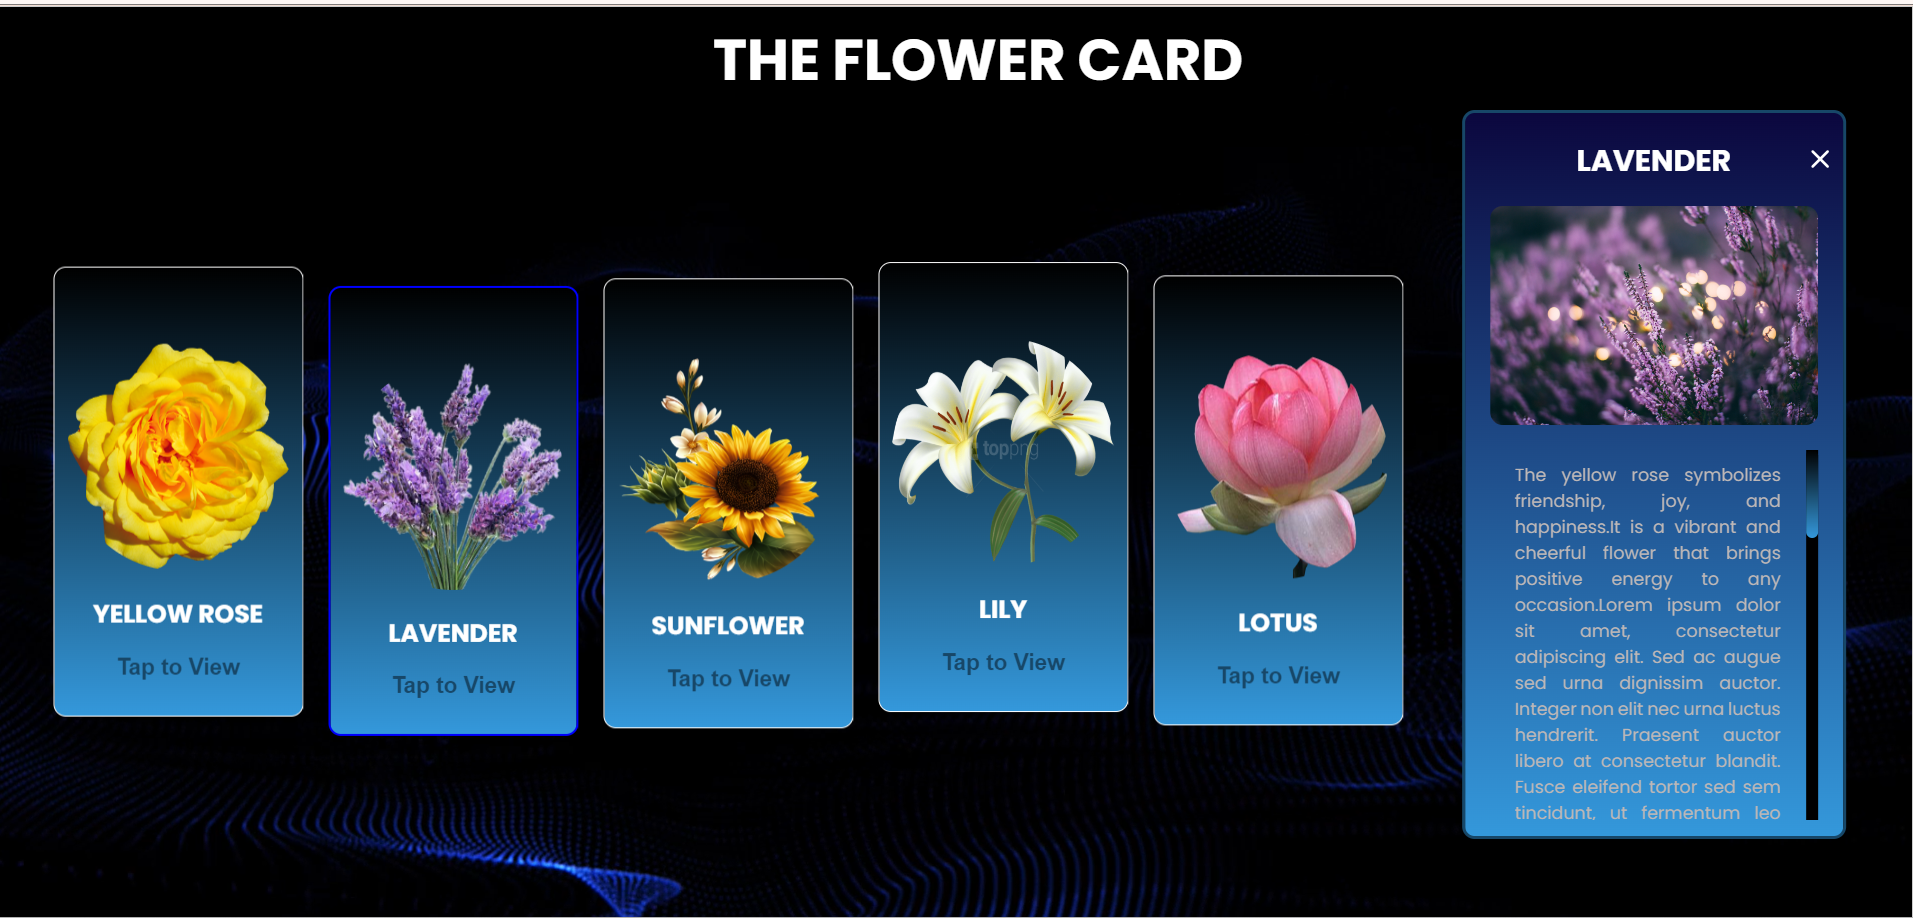 THE FLOWER CARD
YELLOW ROSE
Tap to View
LAVENDER
Tap to View
SUNFLOWER
Tap to View
toppng
LILY
Tap to View
LOTUS
Tap to View
LAVENDER
The yellow rose symbolizes
friendship, joy, and
happiness.It is a vibrant and
cheerful flower that brings
positive energy to any
occasion.Lorem ipsum dolor
sit amet, consectetur
adipiscing elit. Sed ac augue
sed urna dignissim auctor.
Integer non elit nec urna luctus
hendrerit. Praesent auctor
libero at consectetur blandit.
Fusce eleifend tortor sed sem
tincidunt, ut fermentum leo